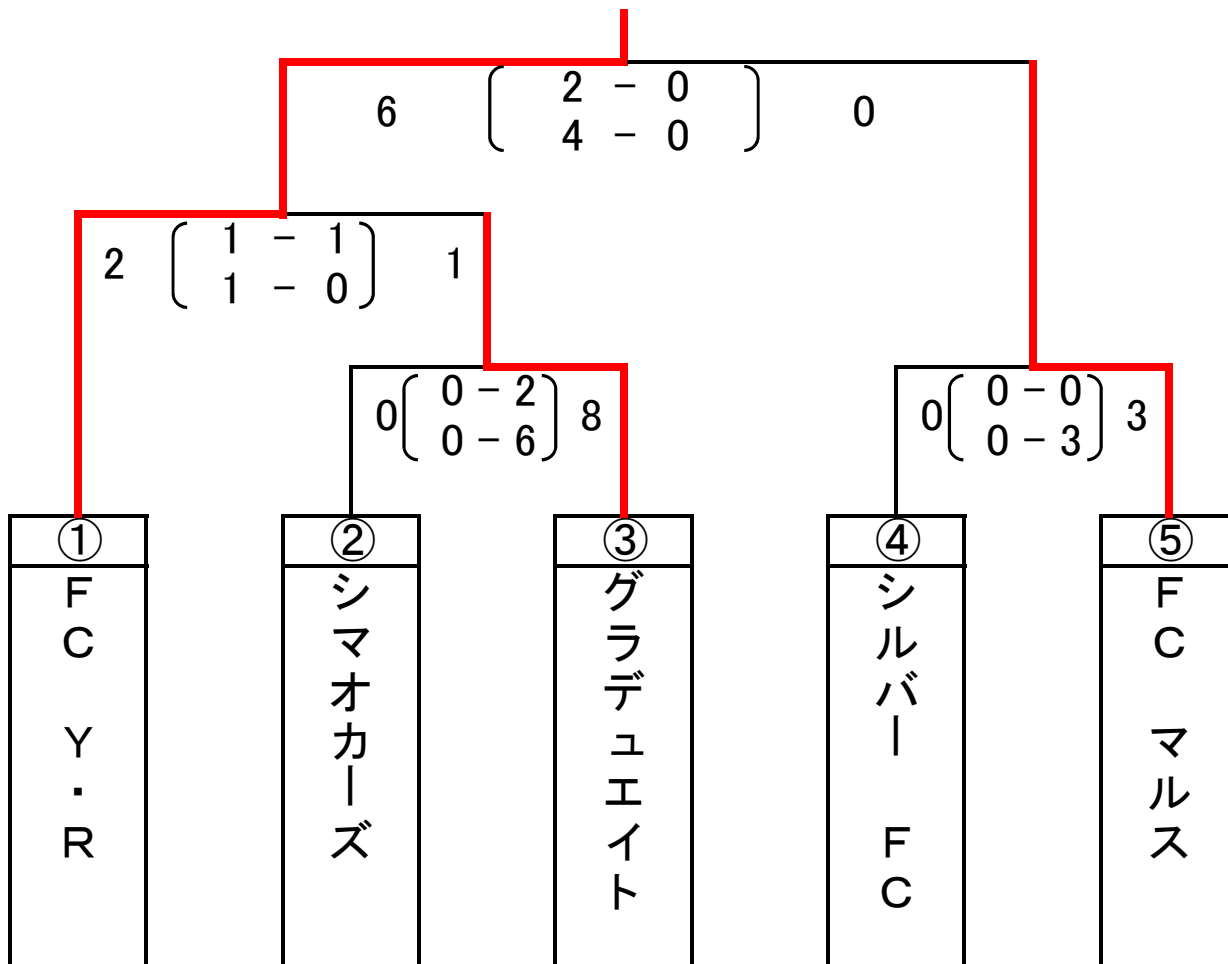 6 2 - 0 0
4 - 0
2 1 - 1 1
1 - 0
0 0 - 2 8
0 - 6
0 0 - 0 3
0 - 3
① ② ③ ④ ⑤
FC Y・R
シマオカーズ
グラデュエイト
シルバー FC
FC マルス